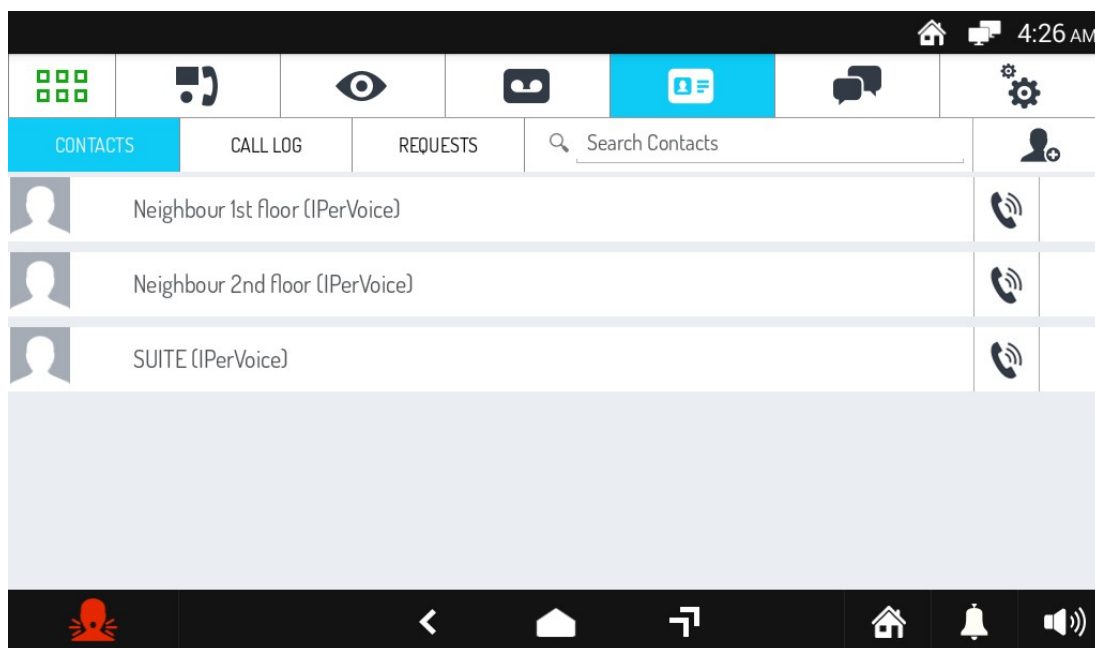 4:26 AM
CONTACTS CALL LOG REQUESTS Search Contacts
Neighbour 1st floor (IPerVoice)
Neighbour 2nd floor (IPerVoice)
SUITE (IPerVoice)